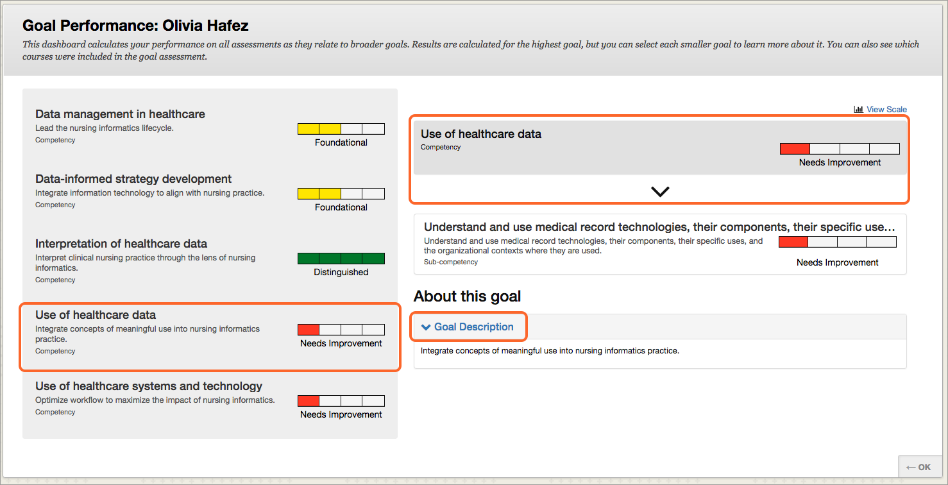 Goal Performance: Olivia Hafez
This dashboard calculates your performance on all assessments as they relate to broader goals. Results are calculated for the highest goal, but you can select each smaller goal to learn more about it. You can also see which
courses were included in the goal assessment.
Data management in healthcare
Lead the nursing informatics lifecycle.
Competency
Foundational
Data-informed strategy development
Integrate information technology to align with nursing practice.
Competency
Foundational
Interpretation of healthcare data
Interpret clinical nursing practice through the lens of nursing
informatics.
Competency
Distinguished
Use of healthcare data
Integrate concepts of meaningful use into nursing informatics
practice.
Competency
Needs Improvement
Use of healthcare systems and technology
Optimize workflow to maximize the impact of nursing informatics.
Competency
Needs Improvement
View Scale
Use of healthcare data
Competency
Needs Improvement
Understand and use medical record technologies, their components, their specific use...
Understand and use medical record technologies, their components, their specific uses, and
the organizational contexts where they are used.
Sub-competency
Needs Improvement
About this goal
Goal Description
Integrate concepts of meaningful use into nursing informatics practice.
← OK